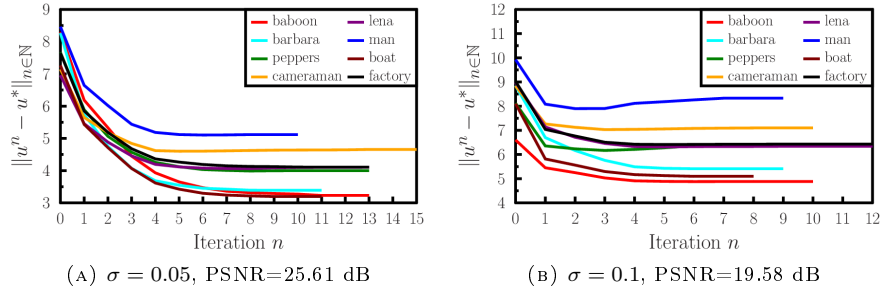 9
8
7
6
5
4
3
0 1 2 3 4 5 6 7 8 9 10 11 12 13 14 15
‖uⁿ − u*‖ₙ∈ℕ
Iteration n
baboon lena
barbara man
peppers boat
cameraman factory
(A) σ = 0.05, PSNR=25.61 dB
12
11
10
9
8
7
6
5
4
0 1 2 3 4 5 6 7 8 9 10 11 12
‖uⁿ − u*‖ₙ∈ℕ
Iteration n
baboon lena
barbara man
peppers boat
cameraman factory
(B) σ = 0.1, PSNR=19.58 dB